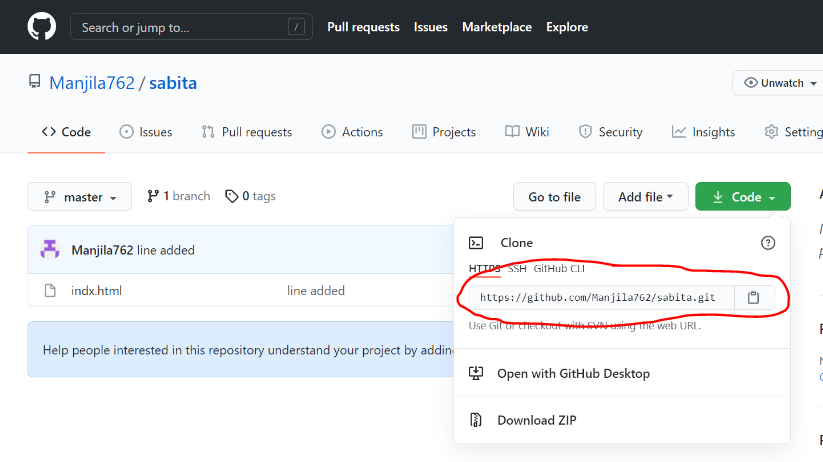 Search or jump to... / Pull requests Issues Marketplace Explore
Manjila762 / sabita Unwatch
<> Code Issues Pull requests Actions Projects Wiki Security Insights Setting
master 1 branch 0 tags Go to file Add file Code
Manjila762 line added
indx.html line added
Help people interested in this repository understand your project by adding
Clone
HTTPS SSH GitHub CLI
https://github.com/Manjila762/sabita.git
Use Git or checkout with SVN using the web URL.
Open with GitHub Desktop
Download ZIP